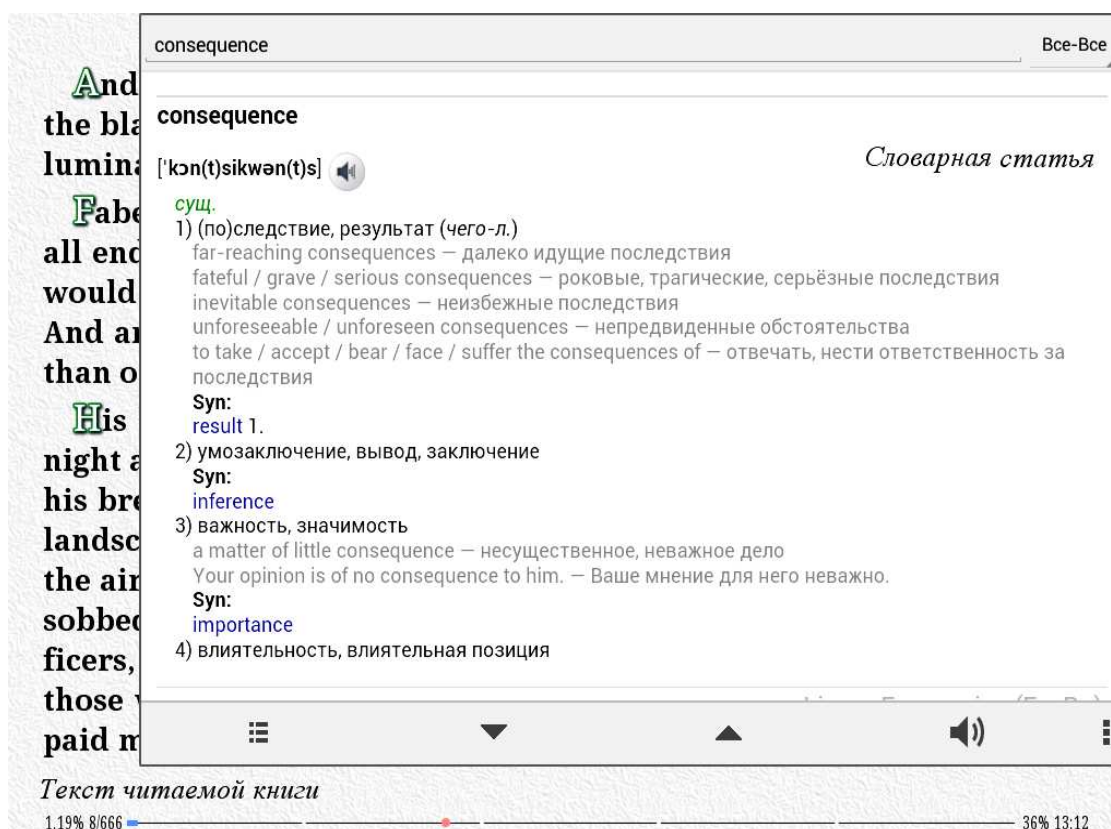 consequence
Все-Все
consequence
['kɔn(t)sikwən(t)s]
Словарная статья
сущ.
1) (по)следствие, результат (чего-л.)
far-reaching consequences — далеко идущие последствия
fateful / grave / serious consequences — роковые, трагические, серьёзные последствия
inevitable consequences — неизбежные последствия
unforeseeable / unforeseen consequences — непредвиденные обстоятельства
to take / accept / bear / face / suffer the consequences of — отвечать, нести ответственность за
последствия
Syn:
result 1.
2) умозаключение, вывод, заключение
Syn:
inference
3) важность, значимость
a matter of little consequence — несущественное, неважное дело
Your opinion is of no consequence to him. — Ваше мнение для него неважно.
Syn:
importance
4) влиятельность, влиятельная позиция
And
the bla
lumina
Fabe
all end
would
And
than o
His
night a
his bre
landsc
the air
sobbed
ficers,
those
paid m
Текст читаемой книги
1.19% 8/666
36% 13:12